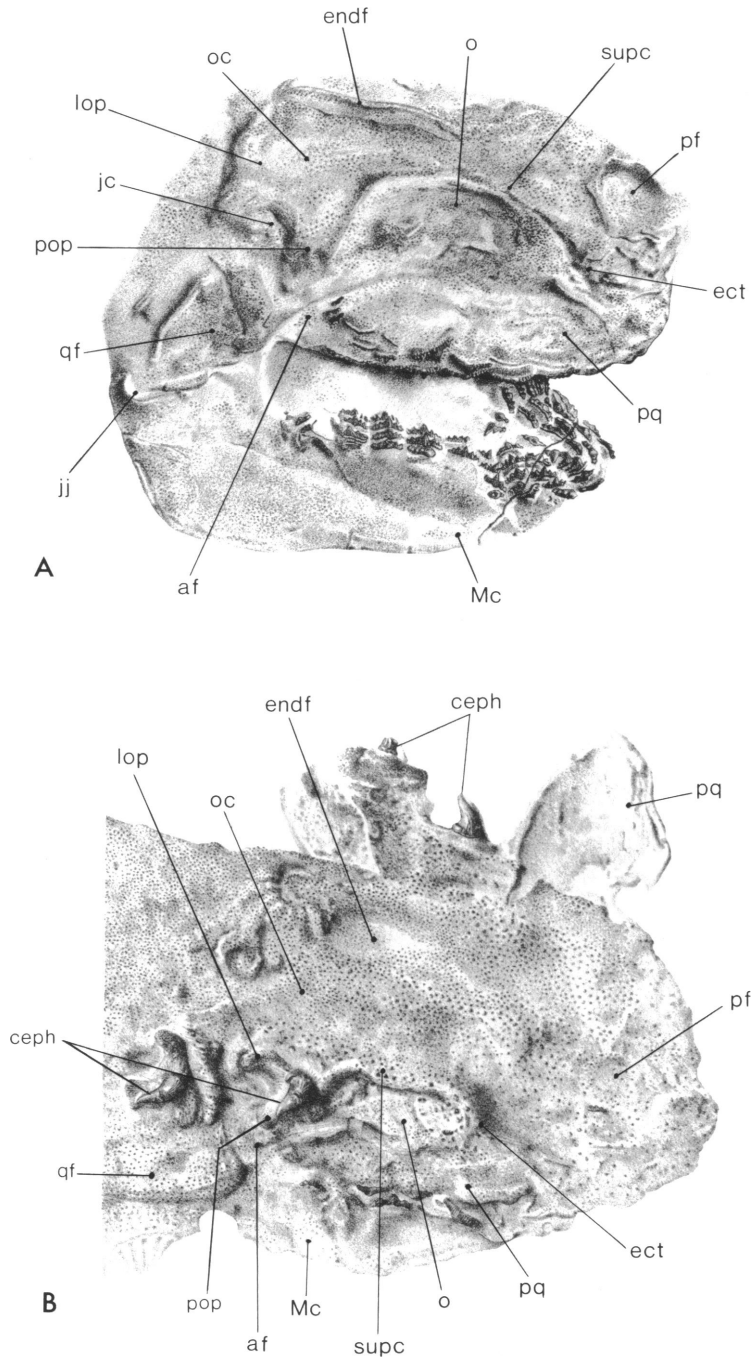 endf
oc
o
supc
lop
pf
jc
pop
ect
qf
pq
jj
A
af
Mc
endf
ceph
lop
oc
pq
pf
ceph
qf
ect
pop
Mc
o
pq
B
af
supc